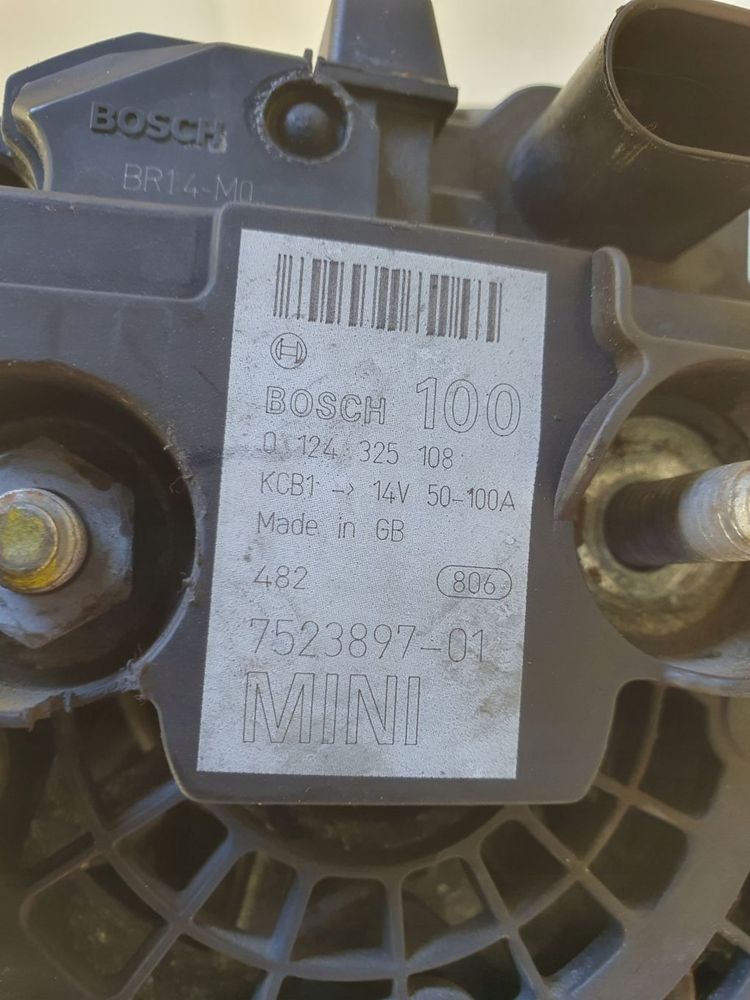 BOSCH
BR14-M0
BOSCH 100
0 124 325 108
KCB1 -> 14V 50-100A
Made in GB
482 806
7523897-01
MINI